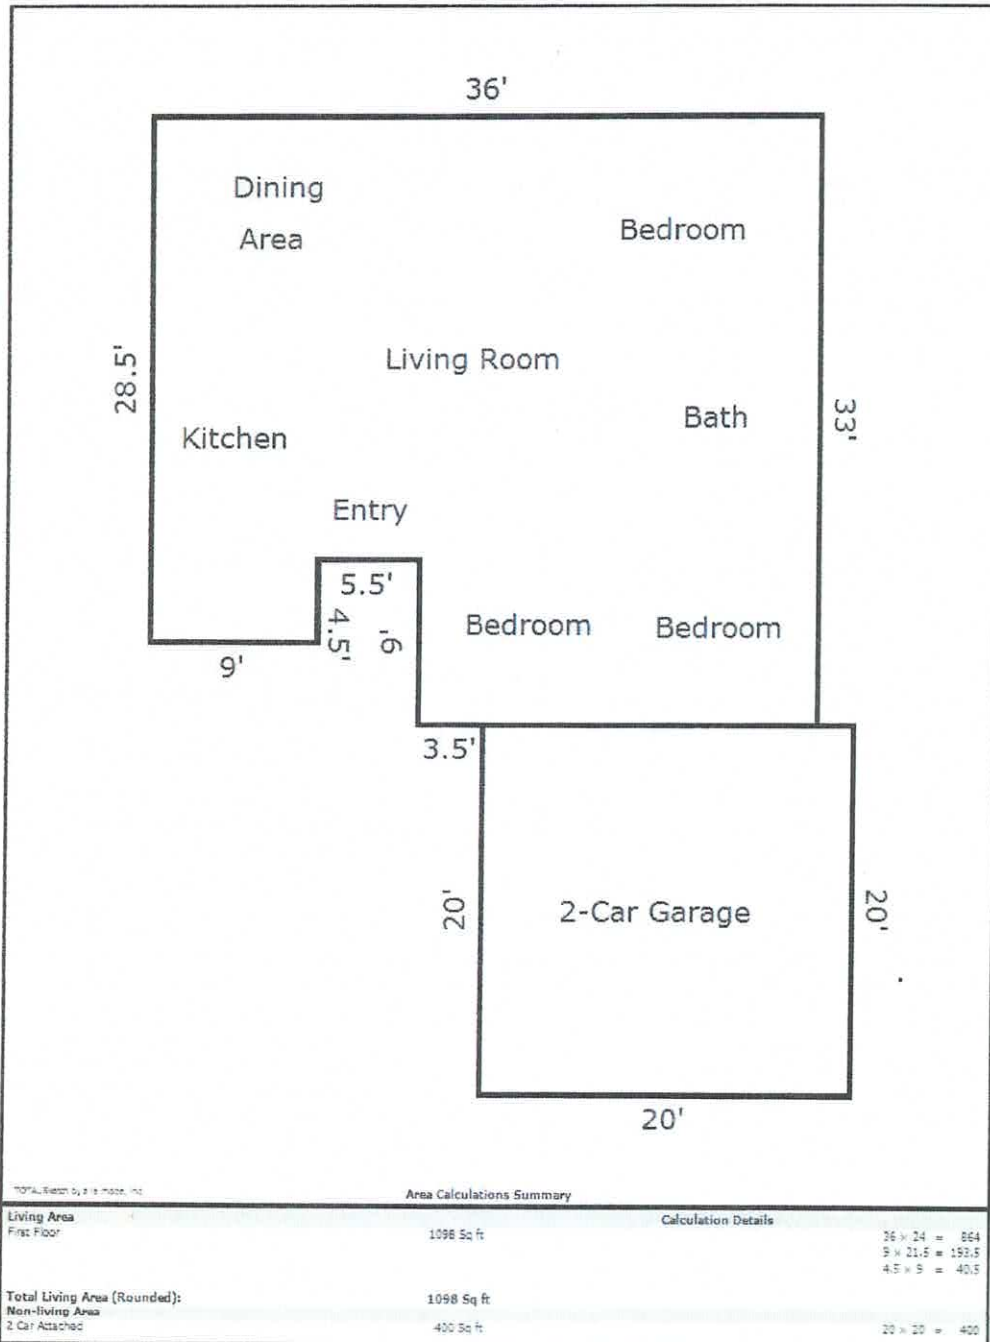 36'
Dining
Area
Bedroom
28.5'
Living Room
33'
Bath
Kitchen
Entry
5.5'
4.5'
9'
Bedroom
Bedroom
9'
3.5'
20'
2-Car Garage
20'
20'
Area Calculations Summary
Living Area
Calculation Details
First Floor
1098 Sq ft
36 × 24 = 864
9 × 21.5 = 193.5
4.5 × 9 = 40.5
Total Living Area (Rounded):
1098 Sq ft
Non-living Area
2 Car Attached
400 Sq ft
20 × 20 = 400